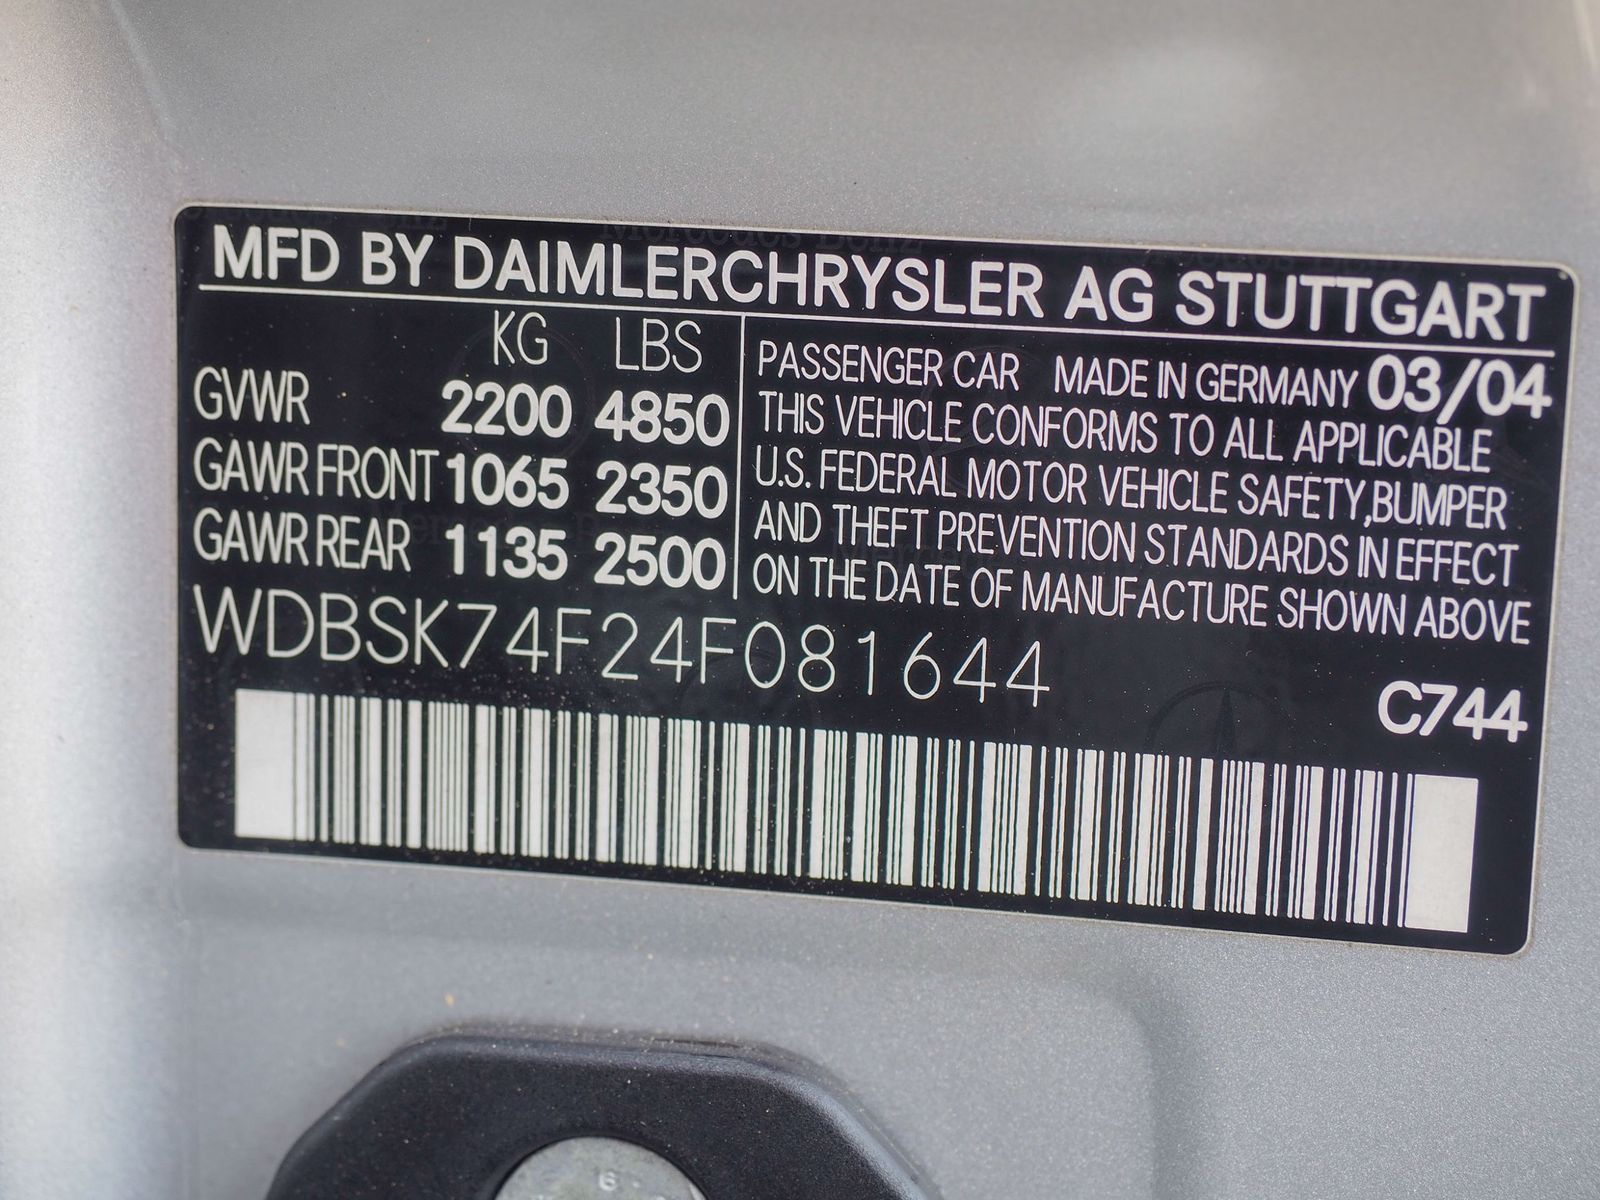 MFD BY DAIMLERCHRYSLER AG STUTTGART
KG LBS
GVWR 2200 4850
GAWR FRONT 1065 2350
GAWR REAR 1135 2500
PASSENGER CAR MADE IN GERMANY 03/04
THIS VEHICLE CONFORMS TO ALL APPLICABLE
U.S. FEDERAL MOTOR VEHICLE SAFETY,BUMPER
AND THEFT PREVENTION STANDARDS IN EFFECT
ON THE DATE OF MANUFACTURE SHOWN ABOVE
WDBSK74F24F081644
C744
6